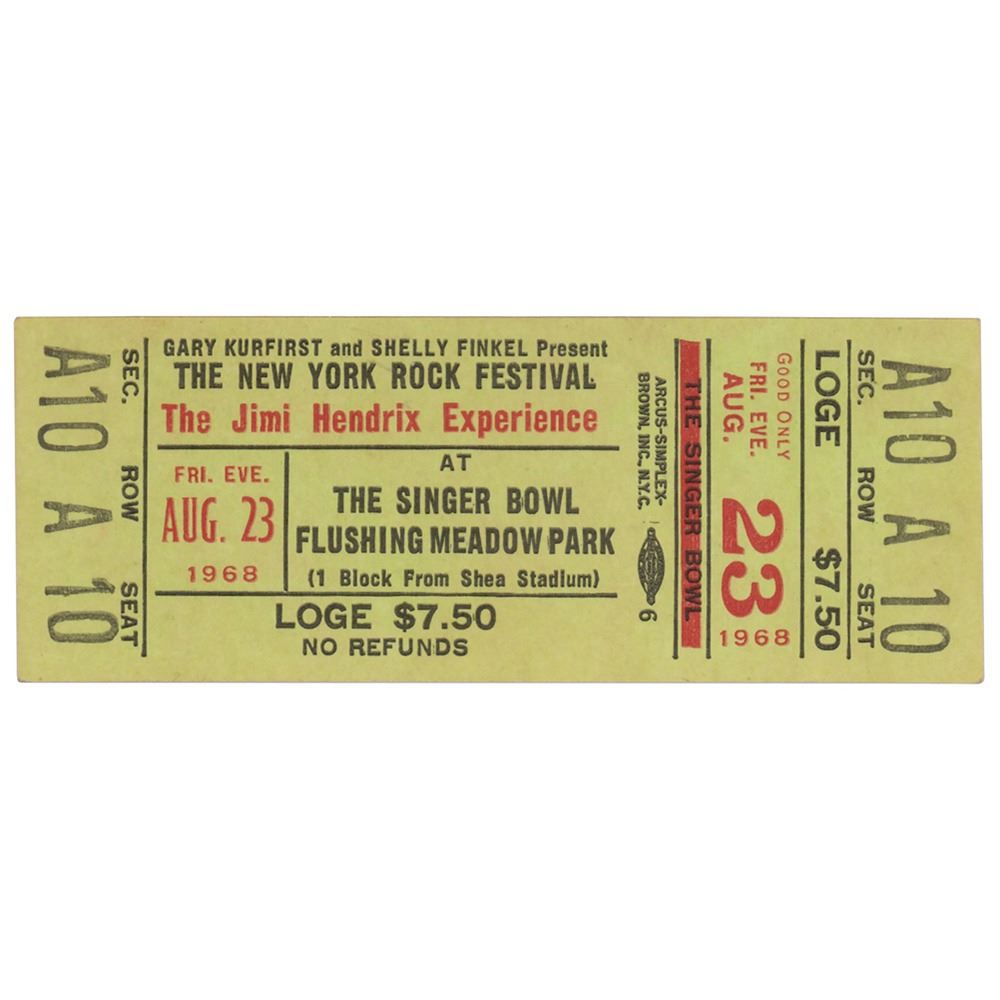 SEC. ROW SEAT
A10 A 10
GARY KURFIRST and SHELLY FINKEL Present
THE NEW YORK ROCK FESTIVAL
The Jimi Hendrix Experience
FRI. EVE.
AUG. 23
1968
AT
THE SINGER BOWL
FLUSHING MEADOW PARK
(1 Block From Shea Stadium)
LOGE $7.50
NO REFUNDS
ARCUS-SIMPLEX-
BROWN, INC., N.Y.C.
6
THE SINGER BOWL
GOOD ONLY
FRI. EVE.
AUG. 23
1968
LOGE $7.50
SEC. ROW SEAT
A10 A 10